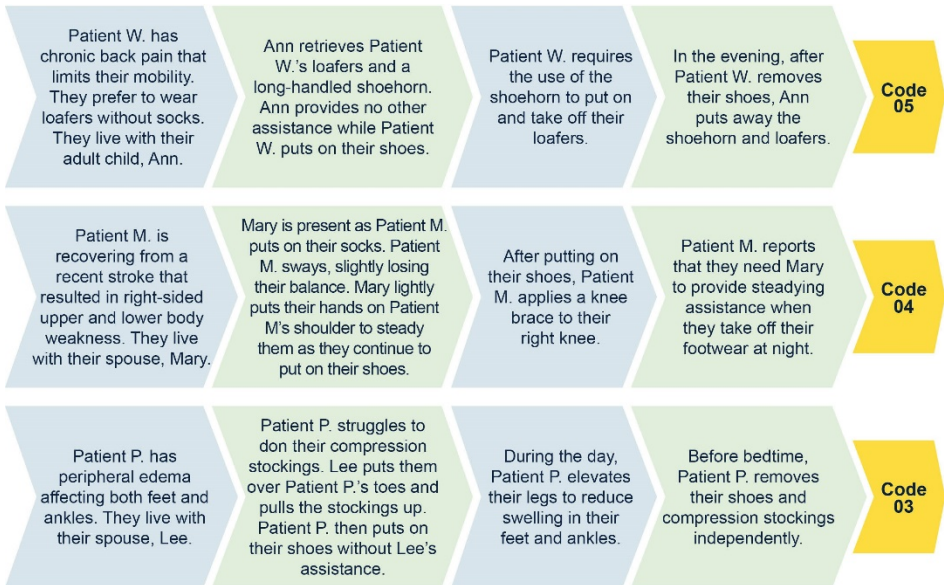 Patient W. has
chronic back pain that
limits their mobility.
They prefer to wear
loafers without socks.
They live with their
adult child, Ann.
Ann retrieves Patient
W.'s loafers and a
long-handled shoehorn.
Ann provides no other
assistance while Patient
W. puts on their shoes.
Patient W. requires
the use of the
shoehorn to put on
and take off their
loafers.
In the evening, after
Patient W. removes
their shoes, Ann
puts away the
shoehorn and loafers.
Code
05
Patient M. is
recovering from a
recent stroke that
resulted in right-sided
upper and lower body
weakness. They live
with their spouse, Mary.
Mary is present as Patient M.
puts on their socks. Patient
M. sways, slightly losing
their balance. Mary lightly
puts their hands on Patient
M's shoulder to steady
them as they continue to
put on their shoes.
After putting on
their shoes, Patient
M. applies a knee
brace to their
right knee.
Patient M. reports
that they need Mary
to provide steadying
assistance when
they take off their
footwear at night.
Code
04
Patient P. has
peripheral edema
affecting both feet and
ankles. They live with
their spouse, Lee.
Patient P. struggles to
don their compression
stockings. Lee puts them
over Patient P.'s toes and
pulls the stockings up.
Patient P. then puts on
their shoes without Lee's
assistance.
During the day,
Patient P. elevates
their legs to reduce
swelling in their
feet and ankles.
Before bedtime,
Patient P. removes
their shoes and
compression stockings
independently.
Code
03